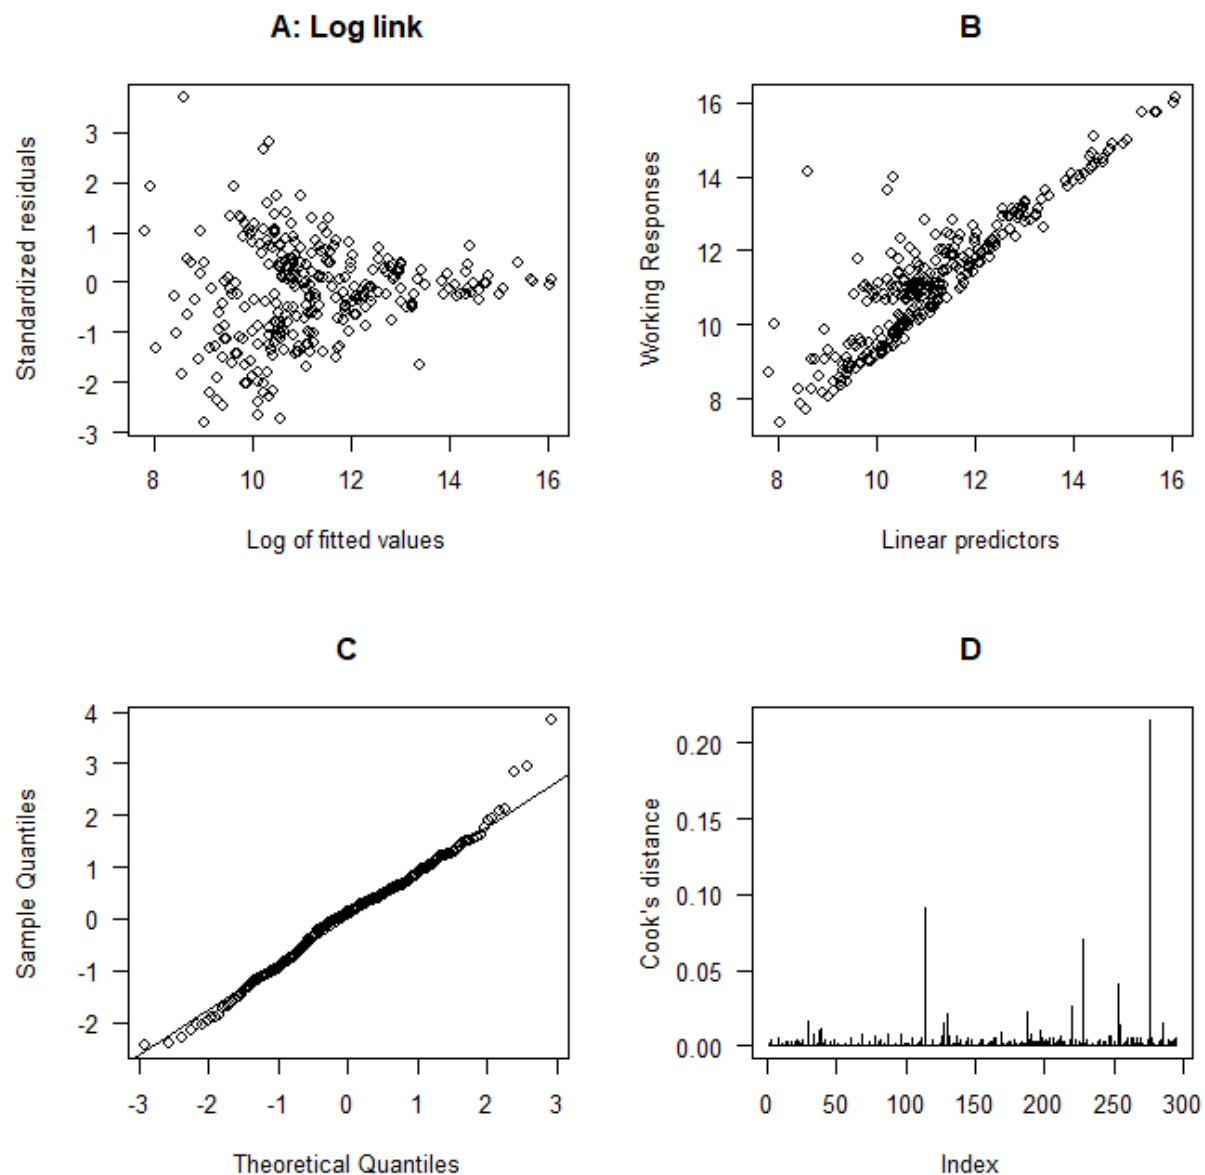 A: Log link
Standardized residuals
3
2
1
0
-1
-2
-3
8 10 12 14 16
Log of fitted values
B
Working Responses
16
14
12
10
8
8 10 12 14 16
Linear predictors
C
Sample Quantiles
4
3
2
1
0
-1
-2
-3 -2 -1 0 1 2 3
Theoretical Quantiles
D
Cook's distance
0.20
0.15
0.10
0.05
0.00
0 50 100 150 200 250 300
Index